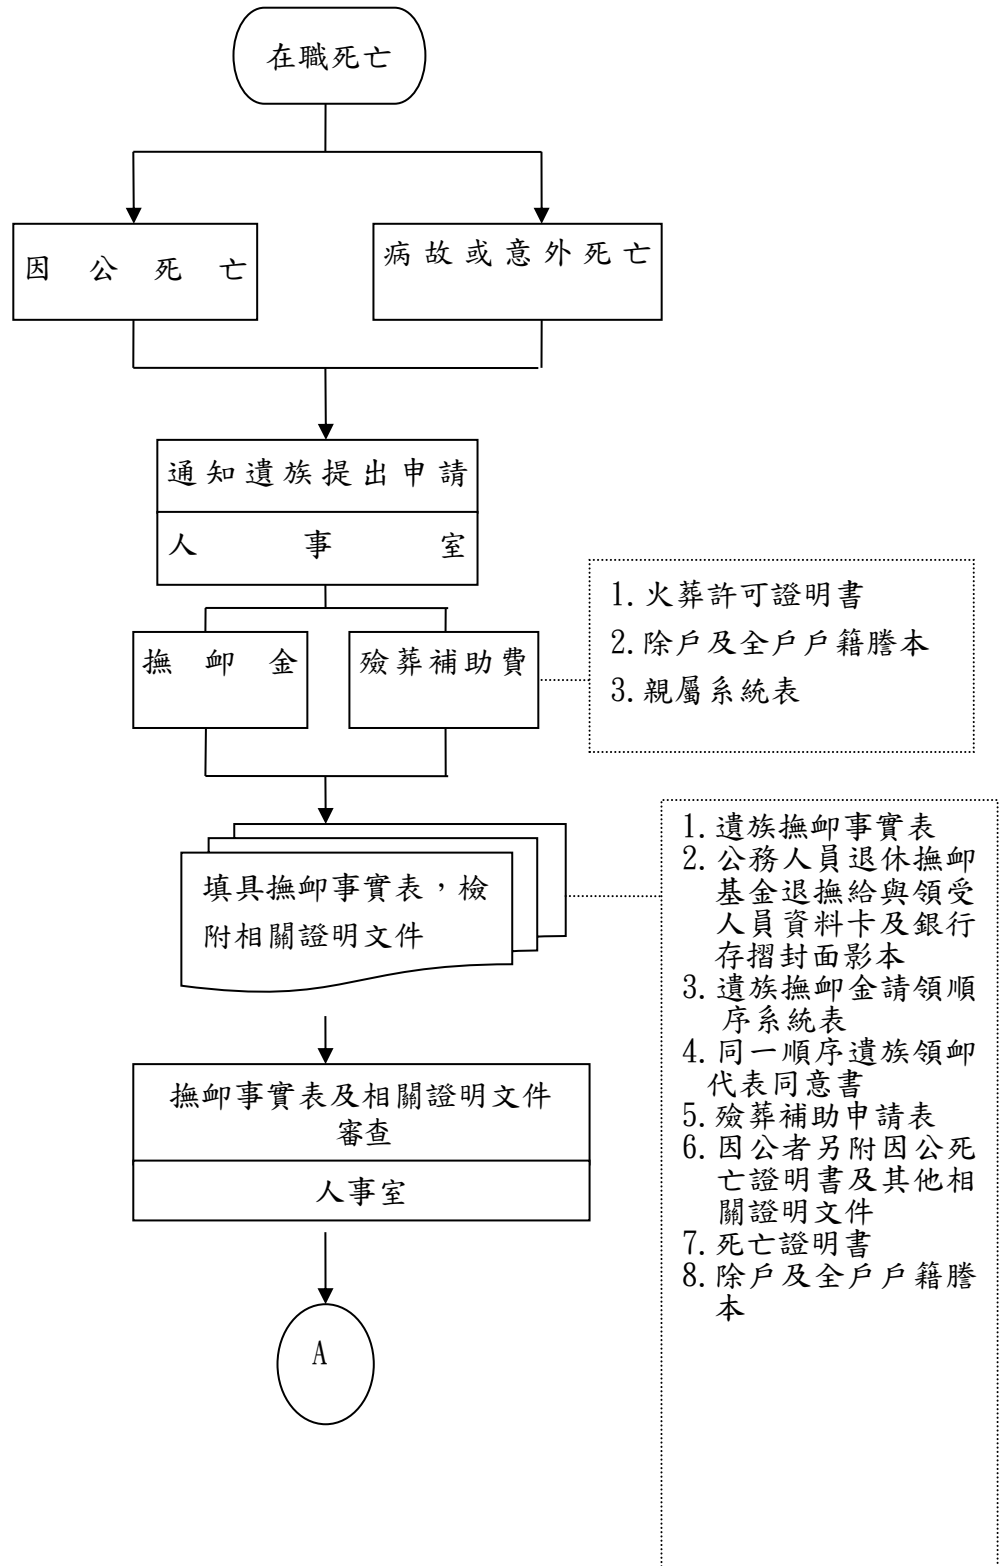 在職死亡
因公死亡
病故或意外死亡
通知遺族提出申請
人事室
撫卹金
殮葬補助費
1.火葬許可證明書
2.除戶及全戶戶籍謄本
3.親屬系統表
填具撫卹事實表，檢
附相關證明文件
1.遺族撫卹事實表
2.公務人員退休撫卹
基金退撫給與領受
人員資料卡及銀行
存摺封面影本
3.遺族撫卹金請領順
序系統表
4.同一順序遺族領卹
代表同意書
5.殮葬補助申請表
6.因公者另附因公死
亡證明書及其他相
關證明文件
7.死亡證明書
8.除戶及全戶戶籍謄
本
撫卹事實表及相關證明文件
審查
人事室
A